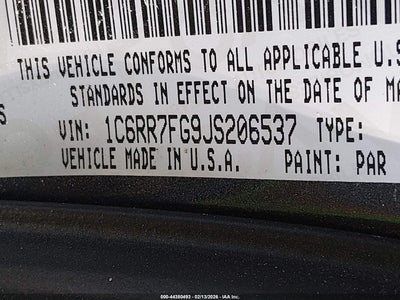 THIS VEHICLE CONFORMS TO ALL APPLICABLE U.S
STANDARDS IN EFFECT ON THE DATE OF MA
VIN: 1C6RR7FG9JS206537 TYPE:
VEHICLE MADE IN U.S.A. PAINT: PAR
000-44380493 - 02/13/2026 - IAA Inc.